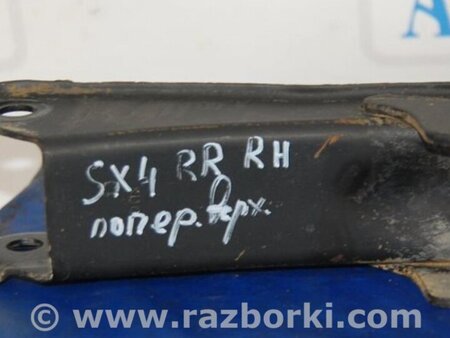 SX4 RR RH
попер. верх.
© www.razborki.com